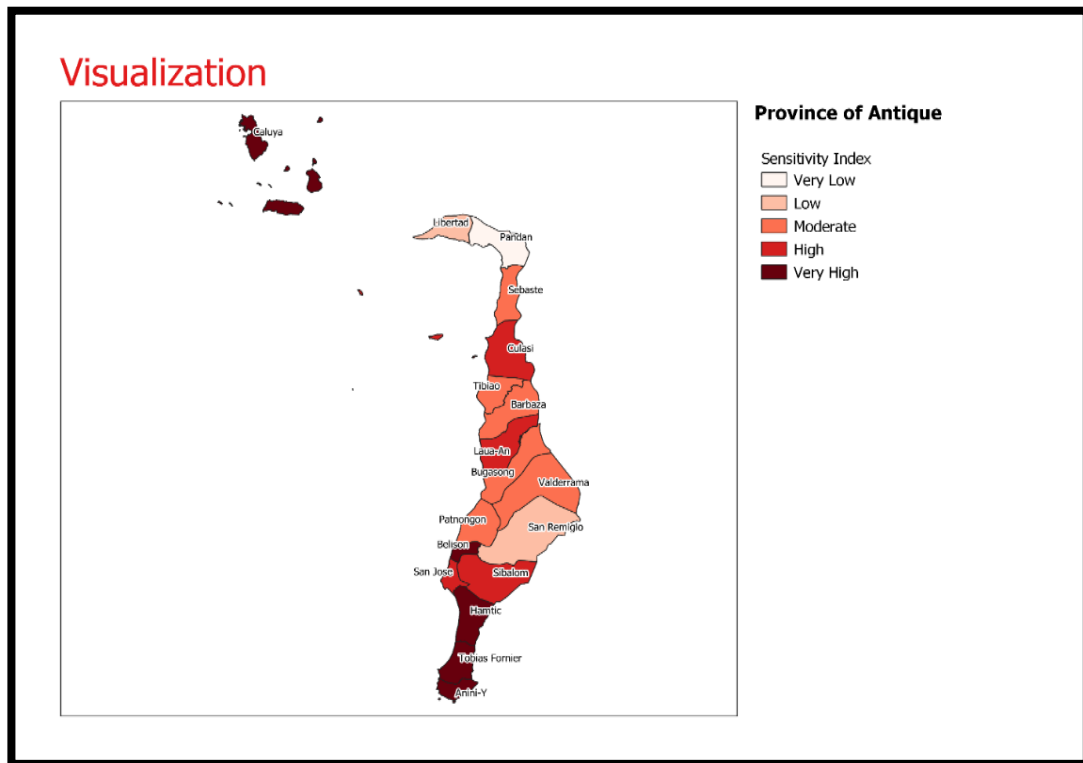 Visualization
Province of Antique
Sensitivity Index
Very Low
Low
Moderate
High
Very High
Caluya
Libertad
Pandan
Sebaste
Culasi
Tibiao
Barbaza
Laua-An
Bugasong
Valderrama
Patnongon
San Remigio
Belison
San Jose
Sibalom
Hamtic
Tobias Fornier
Anini-Y